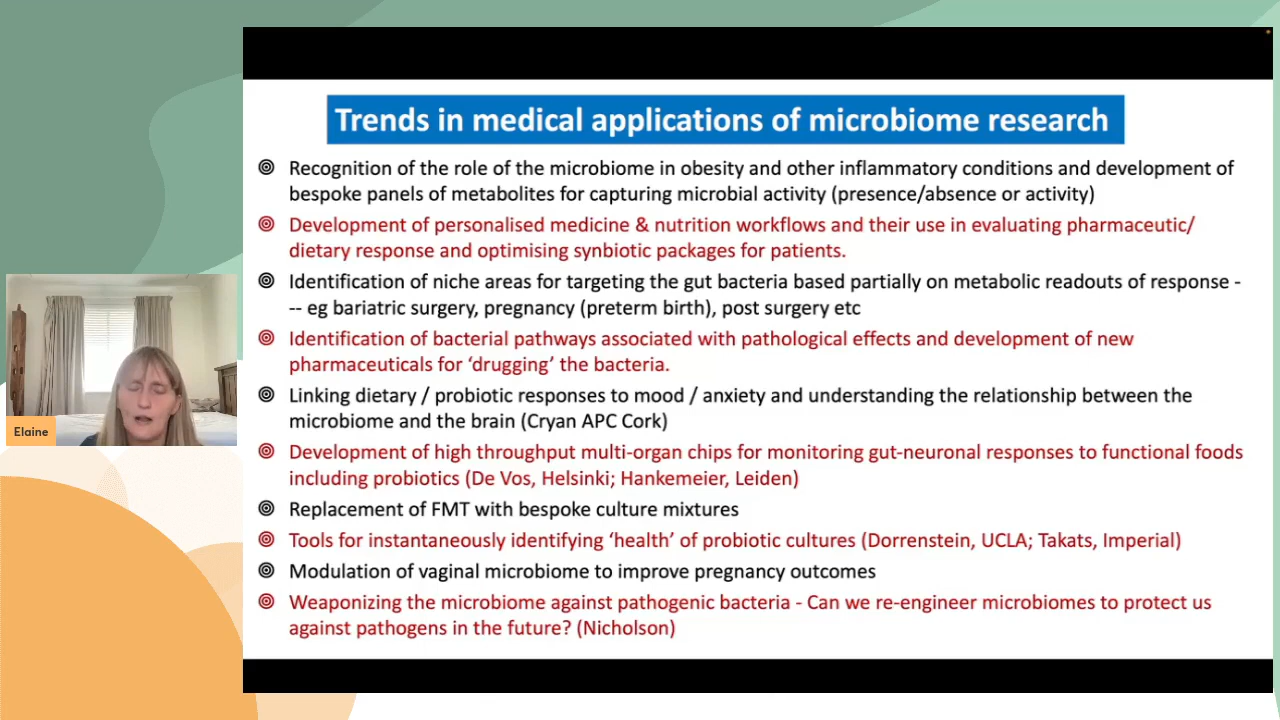 Trends in medical applications of microbiome research
Recognition of the role of the microbiome in obesity and other inflammatory conditions and development of
bespoke panels of metabolites for capturing microbial activity (presence/absence or activity)
Development of personalised medicine & nutrition workflows and their use in evaluating pharmaceutic/
dietary response and optimising synbiotic packages for patients.
Identification of niche areas for targeting the gut bacteria based partially on metabolic readouts of response -
-- eg bariatric surgery, pregnancy (preterm birth), post surgery etc
Identification of bacterial pathways associated with pathological effects and development of new
pharmaceuticals for ‘drugging’ the bacteria.
Linking dietary / probiotic responses to mood / anxiety and understanding the relationship between the
microbiome and the brain (Cryan APC Cork)
Development of high throughput multi-organ chips for monitoring gut-neuronal responses to functional foods
including probiotics (De Vos, Helsinki; Hankemeier, Leiden)
Replacement of FMT with bespoke culture mixtures
Tools for instantaneously identifying ‘health’ of probiotic cultures (Dorrenstein, UCLA; Takats, Imperial)
Modulation of vaginal microbiome to improve pregnancy outcomes
Weaponizing the microbiome against pathogenic bacteria - Can we re-engineer microbiomes to protect us
against pathogens in the future? (Nicholson)
Elaine